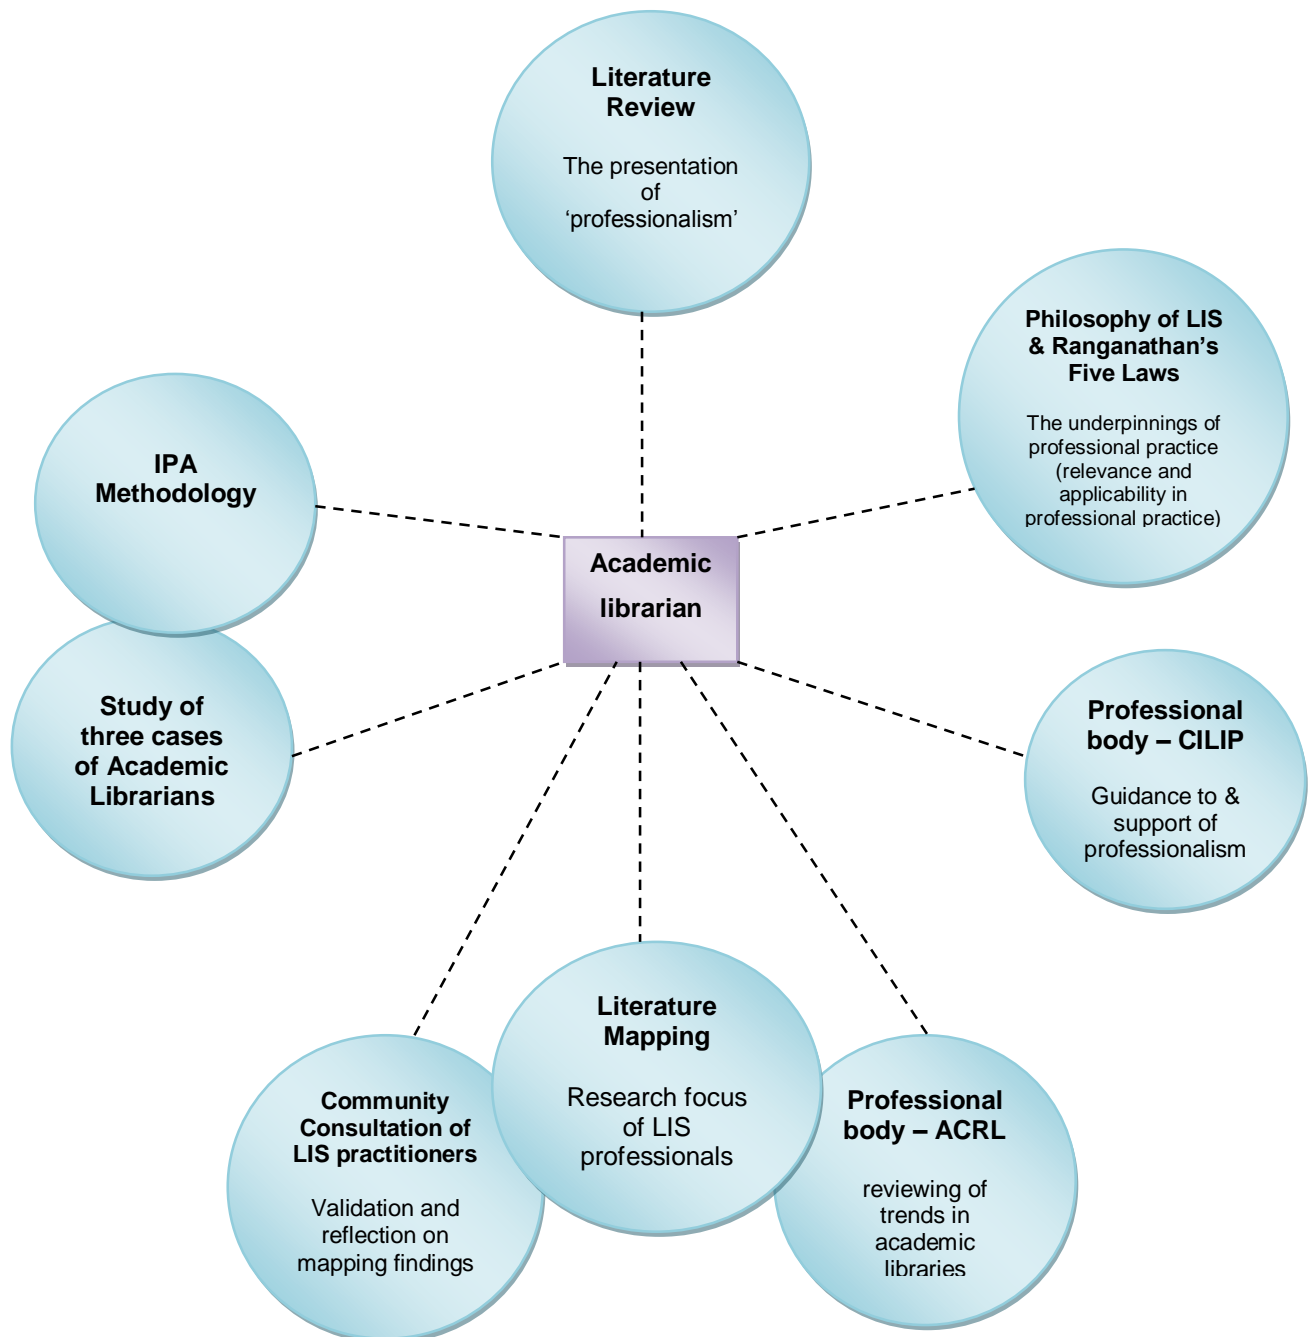 Literature
Review
The presentation
of
‘professionalism’
Philosophy of LIS
& Ranganathan’s
Five Laws
The underpinnings of
professional practice
(relevance and
applicability in
professional practice)
IPA
Methodology
Academic
librarian
Study of
three cases
of Academic
Librarians
Professional
body – CILIP
Guidance to &
support of
professionalism
Literature
Mapping
Research focus
of LIS
professionals
Community
Consultation of
LIS practitioners
Validation and
reflection on
mapping findings
Professional
body – ACRL
reviewing of
trends in
academic
libraries